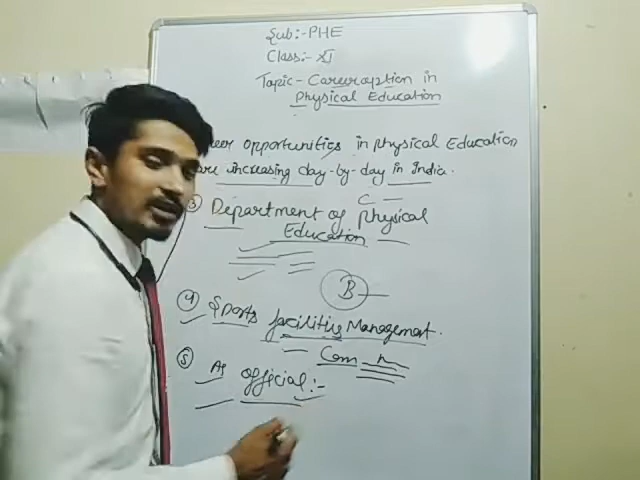 Sub:- PHE
Class:- XI
Topic- Career option in
Physical Education
opportunities in physical Education
are increasing day-by-day in India.
C
③ Department of physical
Education
B
④ Sports facilities Management.
Com n
⑤ As official:-